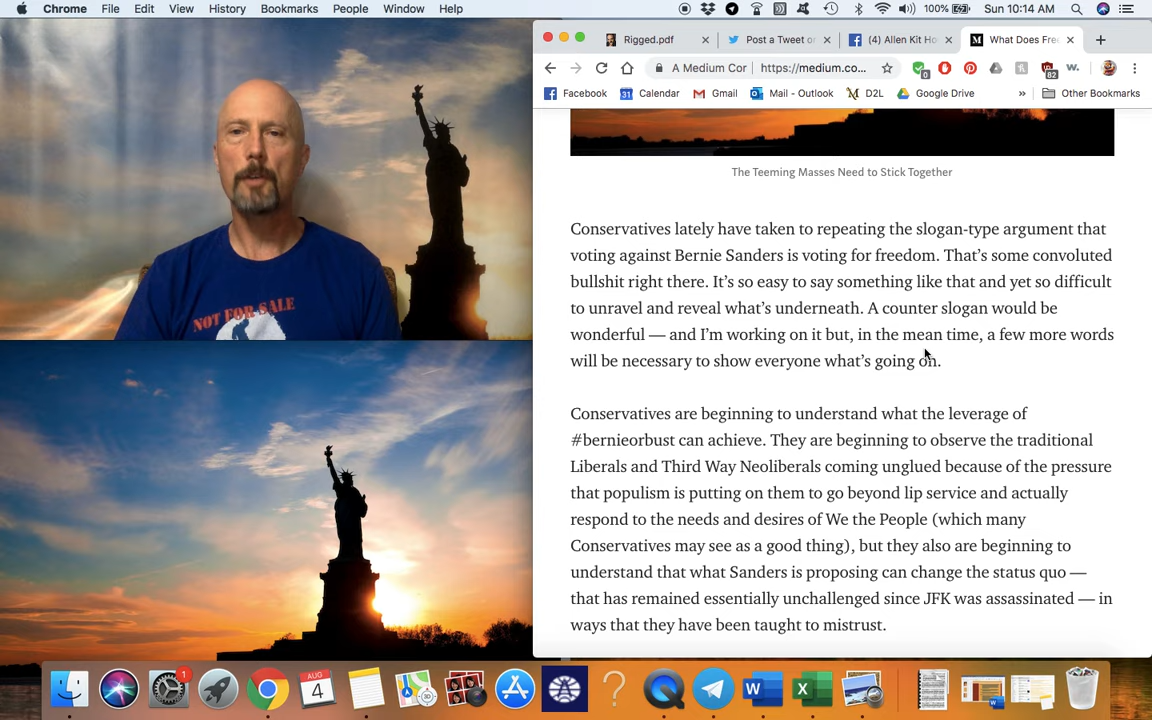 Chrome File Edit View History Bookmarks People Window Help 100% Sun 10:14 AM
Rigged.pdf Post a Tweet or (4) Allen Kit Ho What Does Fre
A Medium Cor https://medium.co... 0 82 W.
Facebook 31 Calendar Gmail Mail - Outlook D2L Google Drive » Other Bookmarks
The Teeming Masses Need to Stick Together
NOT FOR SALE
Conservatives lately have taken to repeating the slogan-type argument that
voting against Bernie Sanders is voting for freedom. That’s some convoluted
bullshit right there. It’s so easy to say something like that and yet so difficult
to unravel and reveal what’s underneath. A counter slogan would be
wonderful — and I’m working on it but, in the mean time, a few more words
will be necessary to show everyone what’s going on.
Conservatives are beginning to understand what the leverage of
#bernieorbust can achieve. They are beginning to observe the traditional
Liberals and Third Way Neoliberals coming unglued because of the pressure
that populism is putting on them to go beyond lip service and actually
respond to the needs and desires of We the People (which many
Conservatives may see as a good thing), but they also are beginning to
understand that what Sanders is proposing can change the status quo —
that has remained essentially unchallenged since JFK was assassinated — in
ways that they have been taught to mistrust.
1 AUG 4 W X